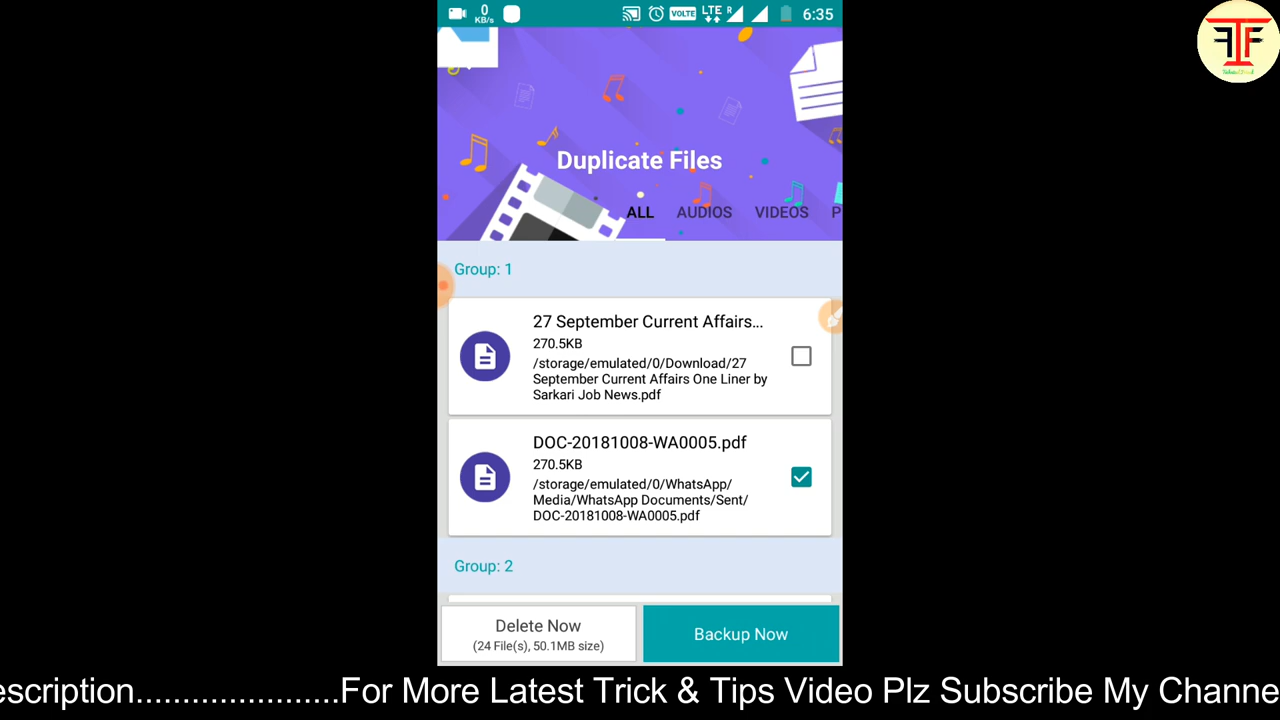 0
KB/s
VOLTE
LTE
R
6:35
Duplicate Files
ALL
AUDIOS
VIDEOS
P
Group: 1
27 September Current Affairs...
270.5KB
/storage/emulated/0/Download/27
September Current Affairs One Liner by
Sarkari Job News.pdf
DOC-20181008-WA0005.pdf
270.5KB
/storage/emulated/0/WhatsApp/
Media/WhatsApp Documents/Sent/
DOC-20181008-WA0005.pdf
Group: 2
Delete Now
(24 File(s), 50.1MB size)
Backup Now
escription.....................For More Latest Trick & Tips Video Plz Subscribe My Channe